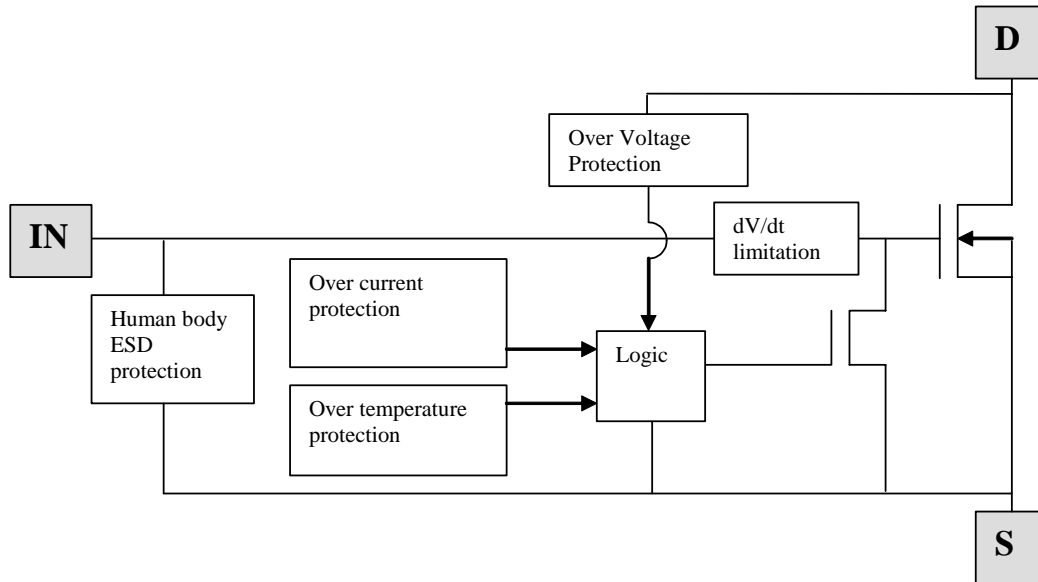 D
Over Voltage
Protection
IN
dV/dt
limitation
Over current
protection
Human body
ESD
protection
Logic
Over temperature
protection
S